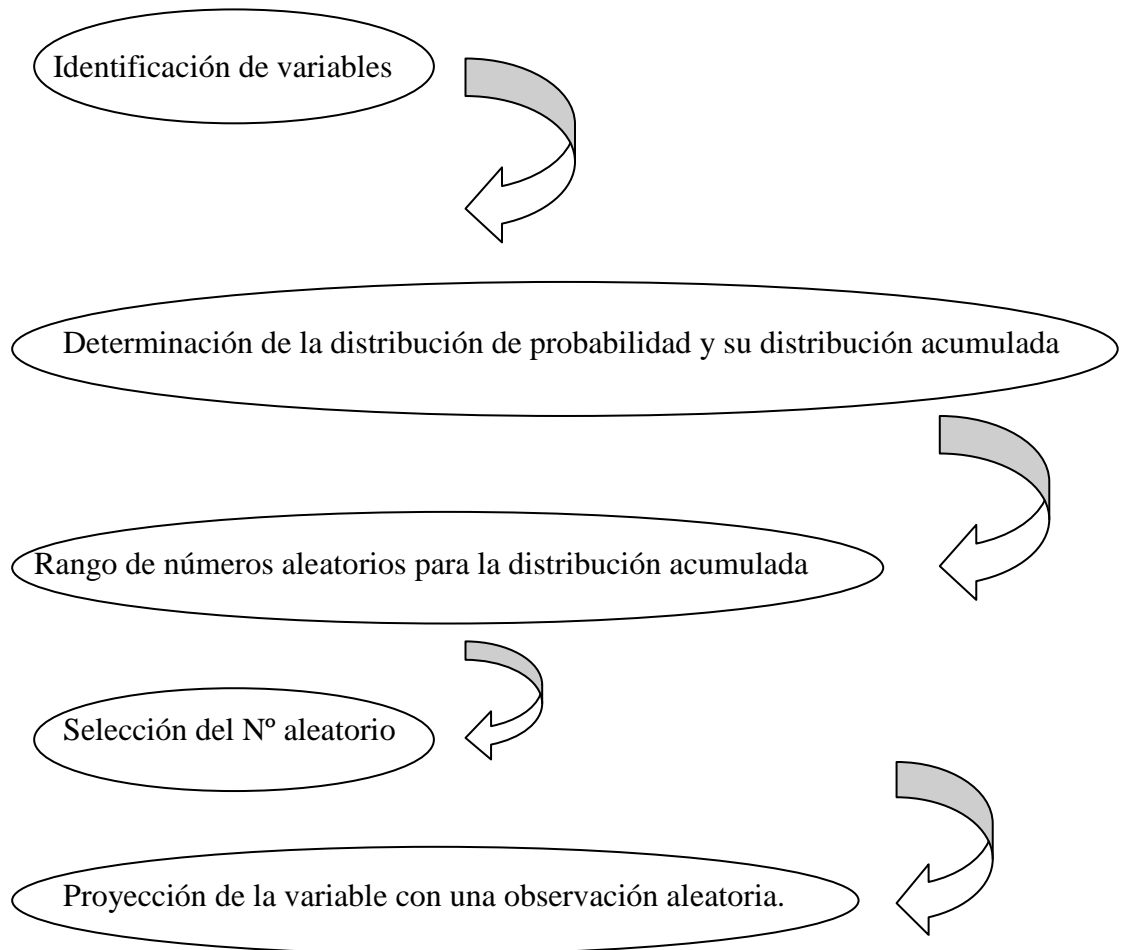 Identificación de variables
Determinación de la distribución de probabilidad y su distribución acumulada
Rango de números aleatorios para la distribución acumulada
Selección del Nº aleatorio
Proyección de la variable con una observación aleatoria.